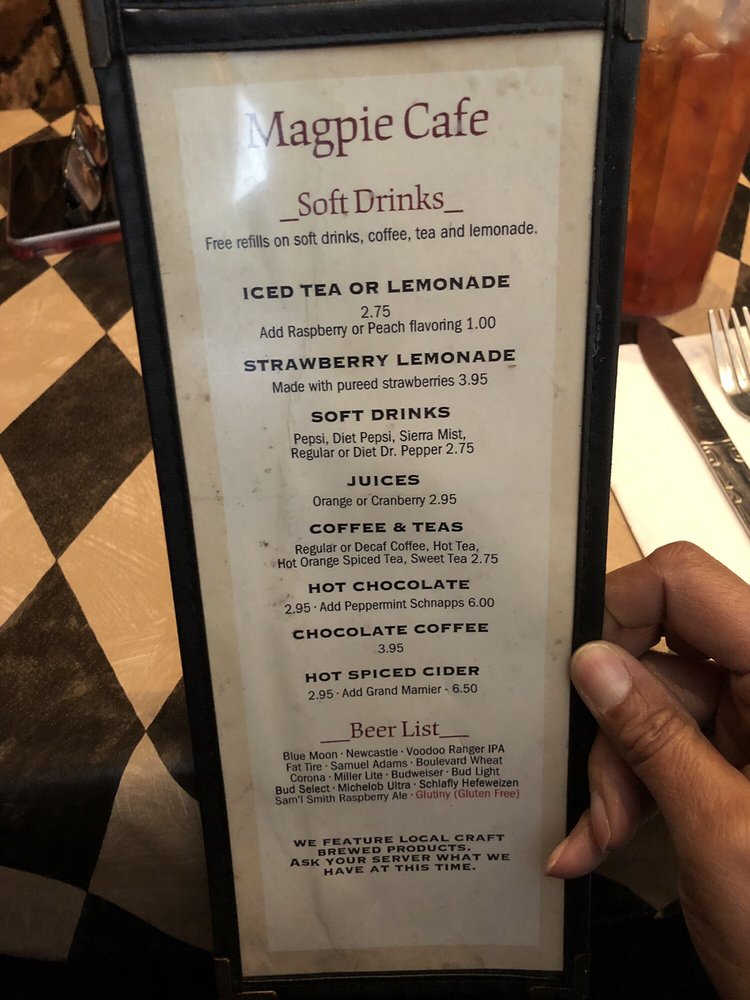 Magpie Cafe
_Soft Drinks_
Free refills on soft drinks, coffee, tea and lemonade.
ICED TEA OR LEMONADE
2.75
Add Raspberry or Peach flavoring 1.00
STRAWBERRY LEMONADE
Made with pureed strawberries 3.95
SOFT DRINKS
Pepsi, Diet Pepsi, Sierra Mist,
Regular or Diet Dr. Pepper 2.75
JUICES
Orange or Cranberry 2.95
COFFEE & TEAS
Regular or Decaf Coffee, Hot Tea,
Hot Orange Spiced Tea, Sweet Tea 2.75
HOT CHOCOLATE
2.95 · Add Peppermint Schnapps 6.00
CHOCOLATE COFFEE
3.95
HOT SPICED CIDER
2.95 · Add Grand Marnier - 6.50
___Beer List___
Blue Moon · Newcastle · Voodoo Ranger IPA
Fat Tire · Samuel Adams · Boulevard Wheat
Corona · Miller Lite · Budweiser · Bud Light
Bud Select · Michelob Ultra · Schlafly Hefeweizen
Sam'l Smith Raspberry Ale · Glutiny (Gluten Free)
WE FEATURE LOCAL CRAFT
BREWED PRODUCTS.
ASK YOUR SERVER WHAT WE
HAVE AT THIS TIME.